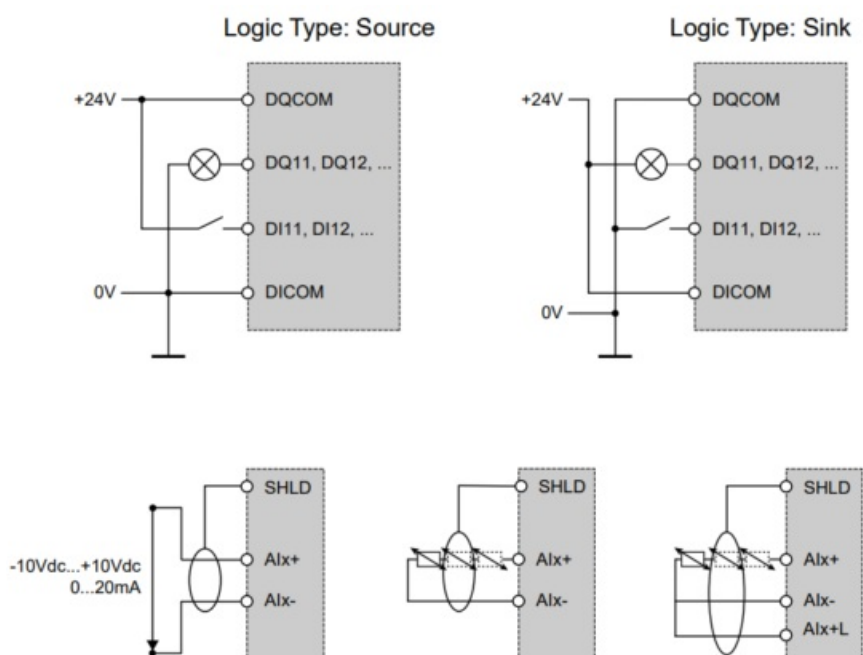 Logic Type: Source
+24V
DQCOM
DQ11, DQ12, ...
DI11, DI12, ...
0V
DICOM
Logic Type: Sink
+24V
DQCOM
DQ11, DQ12, ...
DI11, DI12, ...
DICOM
0V
SHLD
-10Vdc...+10Vdc
0...20mA
AIx+
AIx-
SHLD
AIx+
AIx-
SHLD
AIx+
AIx-
AIx+L